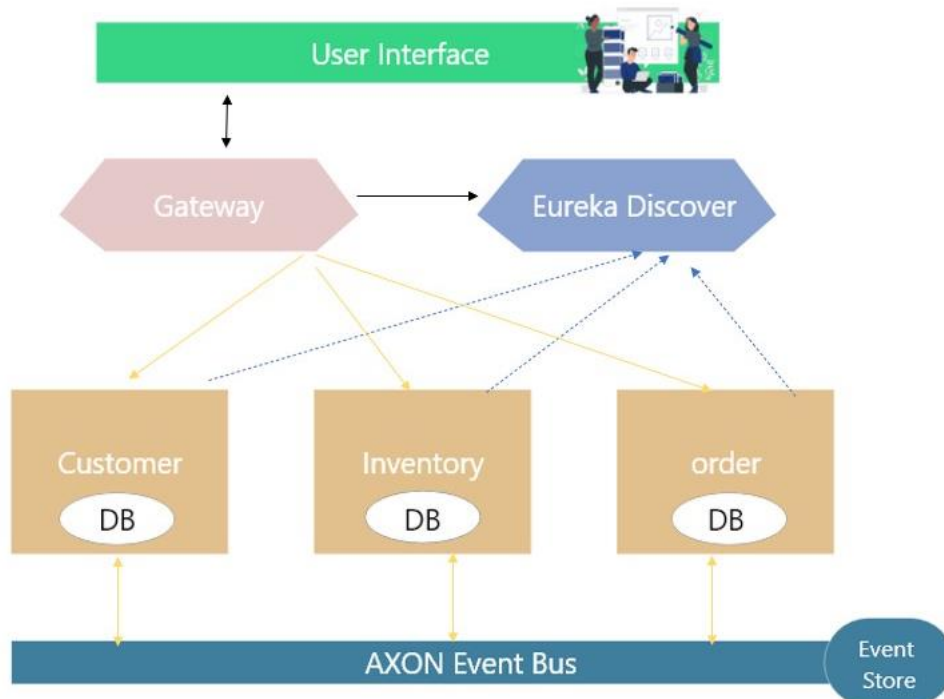 User Interface
Gateway
Eureka Discover
Customer
Inventory
order
DB
DB
DB
AXON Event Bus
Event
Store